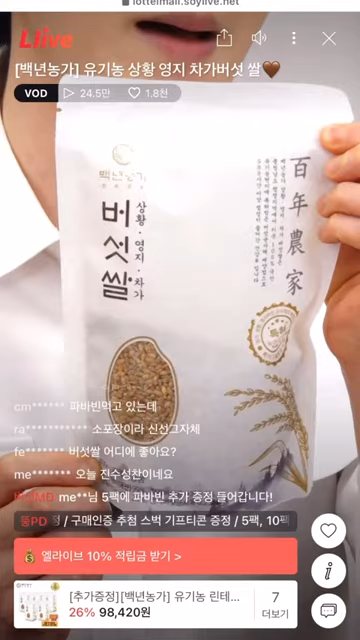 lottelmall.soylive.net
Llive
[백년농가] 유기농 상황 영지 차가버섯 쌀🤎
VOD ▷ 24.5만 ♡ 1.8천
백년농가
버섯쌀
상황·영지·차가
百年農家
cm****** 파바빈먹고 있는데
ra*********** 소포장이라 신선그자체
fe******* 버섯쌀 어디에 좋아요?
me******* 오늘 진수성찬이네요
me**님 5팩에 파바빈 추가 증정 들어갑니다!
롱PD / 구매인증 추첨 스벅 기프티콘 증정 / 5팩, 10팩
💰 엘라이브 10% 적립금 받기 >
[추가증정][백년농가] 유기농 린테...
26% 98,420원
7
더보기